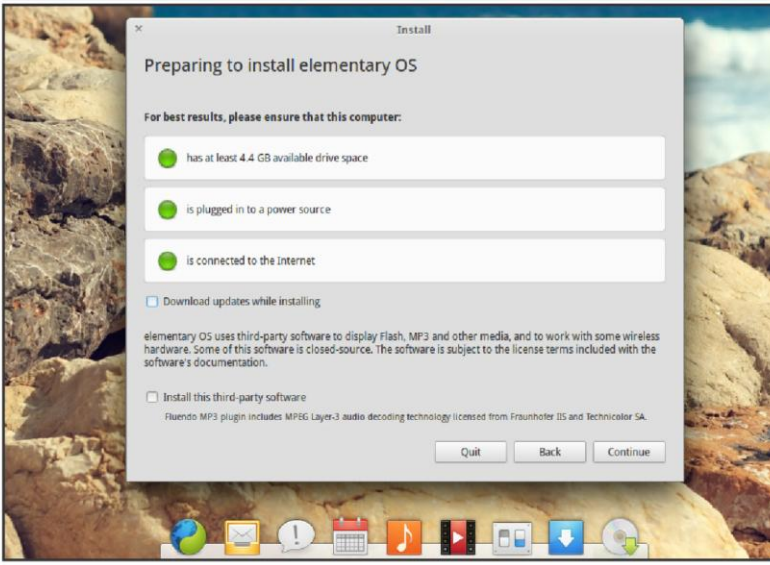 Install
Preparing to install elementary OS
For best results, please ensure that this computer:
has at least 4.4 GB available drive space
is plugged in to a power source
is connected to the Internet
Download updates while installing
elementary OS uses third-party software to display Flash, MP3 and other media, and to work with some wireless
hardware. Some of this software is closed-source. The software is subject to the license terms included with the
software's documentation.
Install this third-party software
Fluendo MP3 plugin includes MPEG Layer-3 audio decoding technology licensed from Fraunhofer IIS and Technicolor SA.
Quit Back Continue